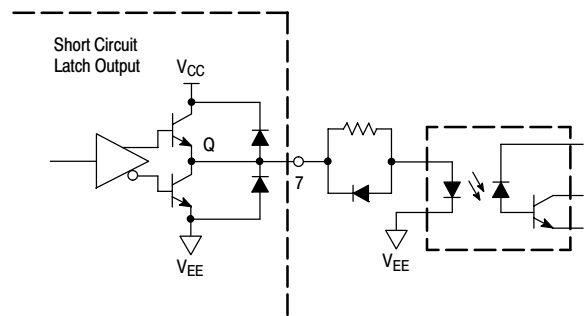 Short Circuit
Latch Output
VCC
Q
7
VEE
VEE